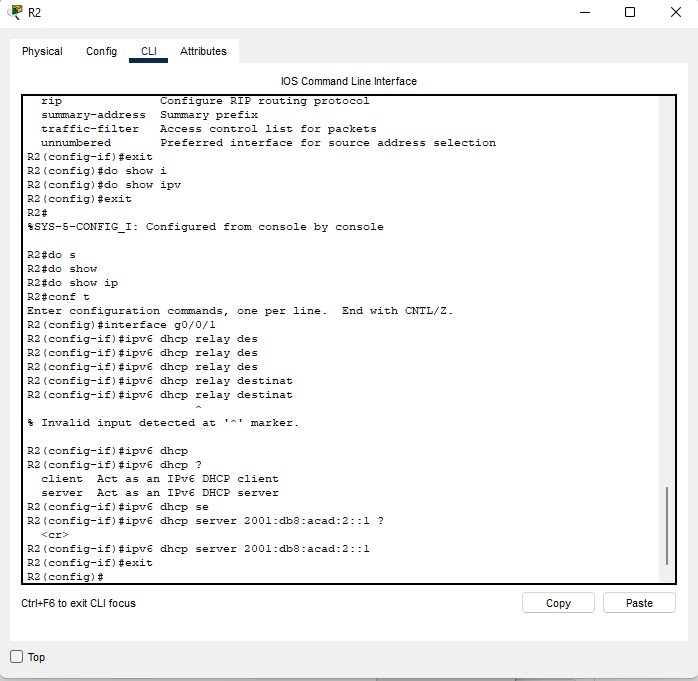 R2
Physical Config CLI Attributes
IOS Command Line Interface
rip Configure RIP routing protocol
summary-address Summary prefix
traffic-filter Access control list for packets
unnumbered Preferred interface for source address selection
R2(config-if)#exit
R2(config)#do show i
R2(config)#do show ipv
R2(config)#exit
R2#
%SYS-5-CONFIG_I: Configured from console by console
R2#do s
R2#do show
R2#do show ip
R2#conf t
Enter configuration commands, one per line. End with CNTL/Z.
R2(config)#interface g0/0/1
R2(config-if)#ipv6 dhcp relay des
R2(config-if)#ipv6 dhcp relay des
R2(config-if)#ipv6 dhcp relay des
R2(config-if)#ipv6 dhcp relay destinat
R2(config-if)#ipv6 dhcp relay destinat
^
% Invalid input detected at '^' marker.
R2(config-if)#ipv6 dhcp
R2(config-if)#ipv6 dhcp ?
client Act as an IPv6 DHCP client
server Act as an IPv6 DHCP server
R2(config-if)#ipv6 dhcp se
R2(config-if)#ipv6 dhcp server 2001:db8:acad:2::1 ?
<cr>
R2(config-if)#ipv6 dhcp server 2001:db8:acad:2::1
R2(config-if)#exit
R2(config)#
Ctrl+F6 to exit CLI focus Copy Paste
Top